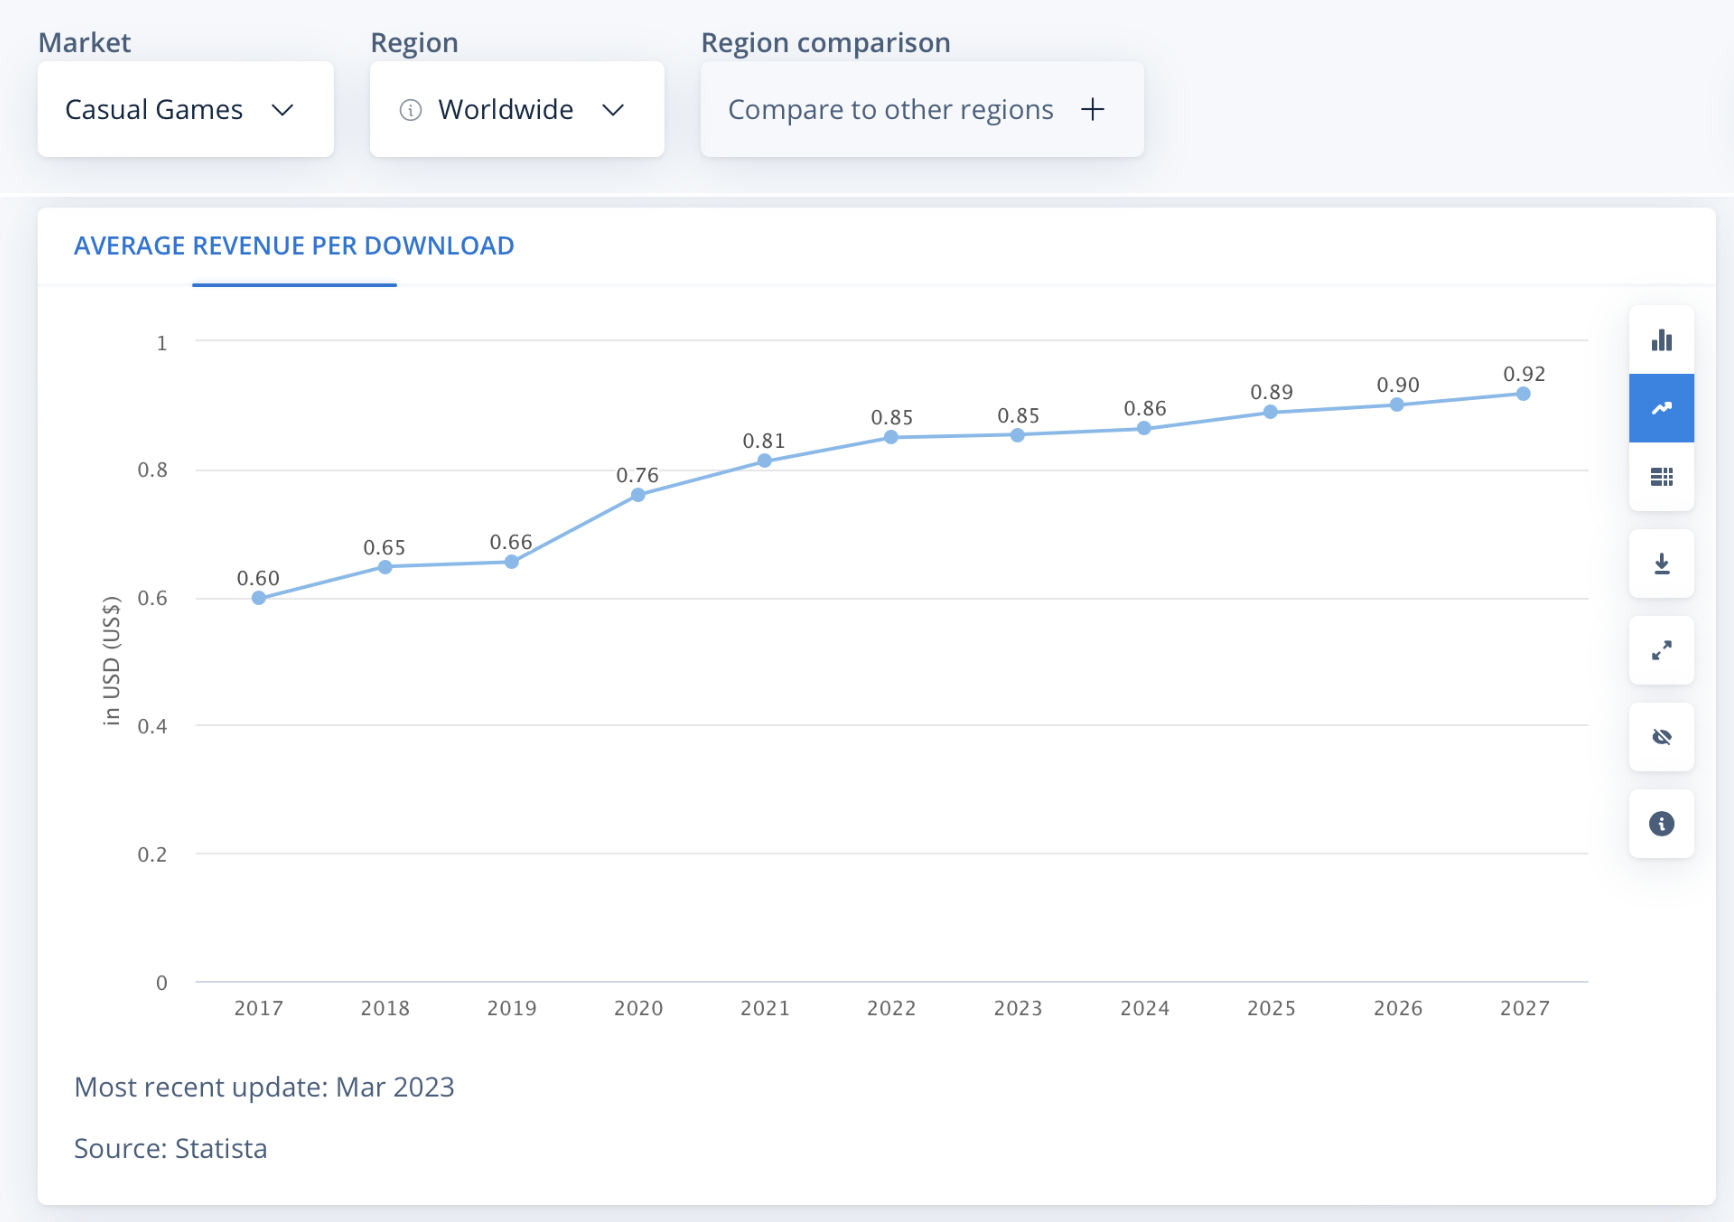 Market
Region
Region comparison
Casual Games
Worldwide
Compare to other regions
AVERAGE REVENUE PER DOWNLOAD
1
0.8
0.6
0.4
0.2
0
in USD (US$)
0.60
0.65
0.66
0.76
0.81
0.85
0.85
0.86
0.89
0.90
0.92
2017
2018
2019
2020
2021
2022
2023
2024
2025
2026
2027
Most recent update: Mar 2023
Source: Statista